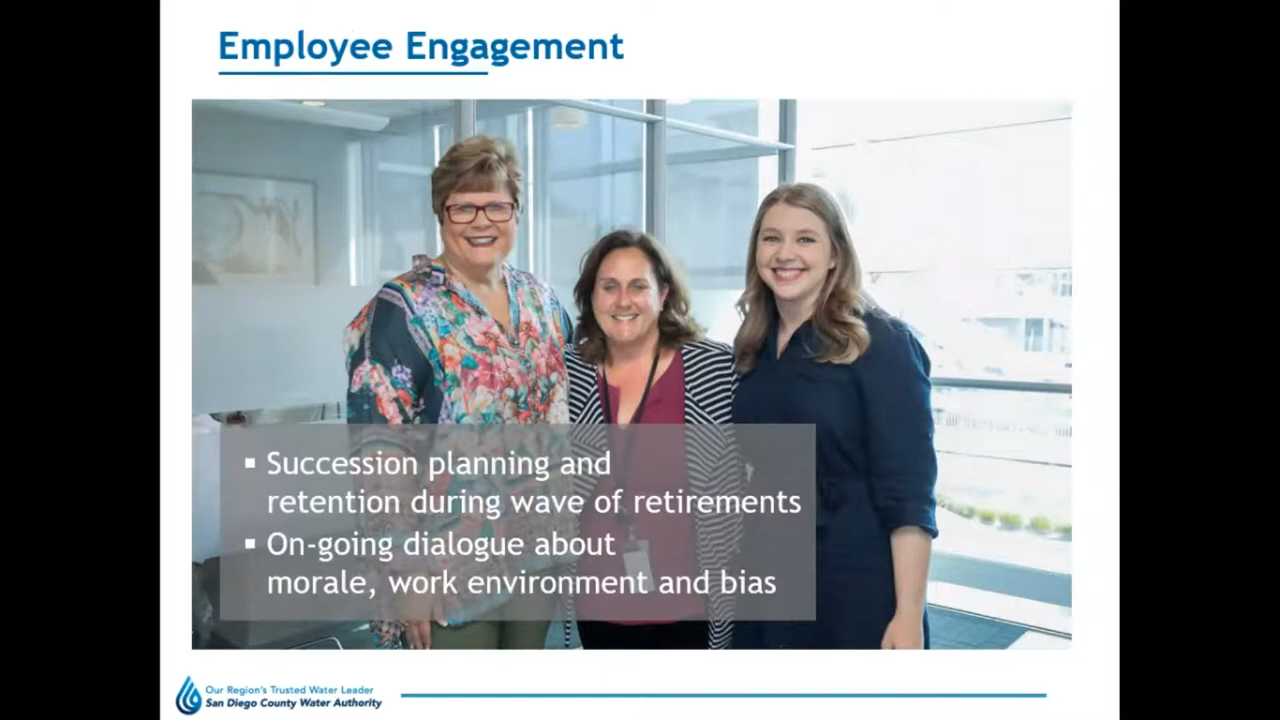 Employee Engagement
▪ Succession planning and
retention during wave of retirements
▪ On-going dialogue about
morale, work environment and bias
Our Region's Trusted Water Leader
San Diego County Water Authority